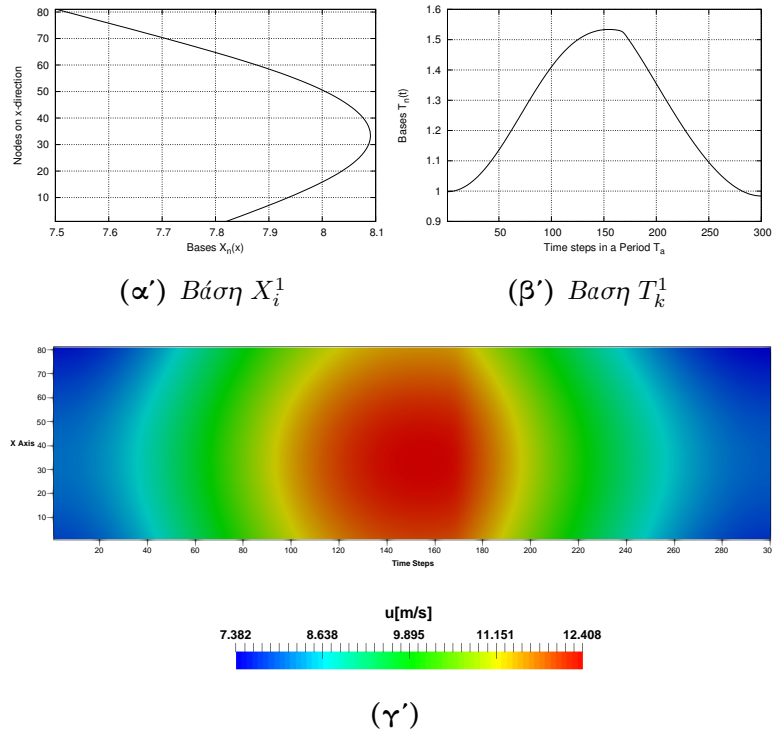 80
70
60
50
40
30
20
10
7.5 7.6 7.7 7.8 7.9 8 8.1
Nodes on x-direction
Bases Xn(x)
(α') Βάση X_i^1
1.6
1.5
1.4
1.3
1.2
1.1
1
0.9
50 100 150 200 250 300
Bases Tn(t)
Time steps in a Period Ta
(β') Βαση T_k^1
80
70
60
50
X Axis 40
30
20
10
20 40 60 80 100 120 140 160 180 200 220 240 260 280 30
Time Steps
u[m/s]
7.382 8.638 9.895 11.151 12.408
(γ')